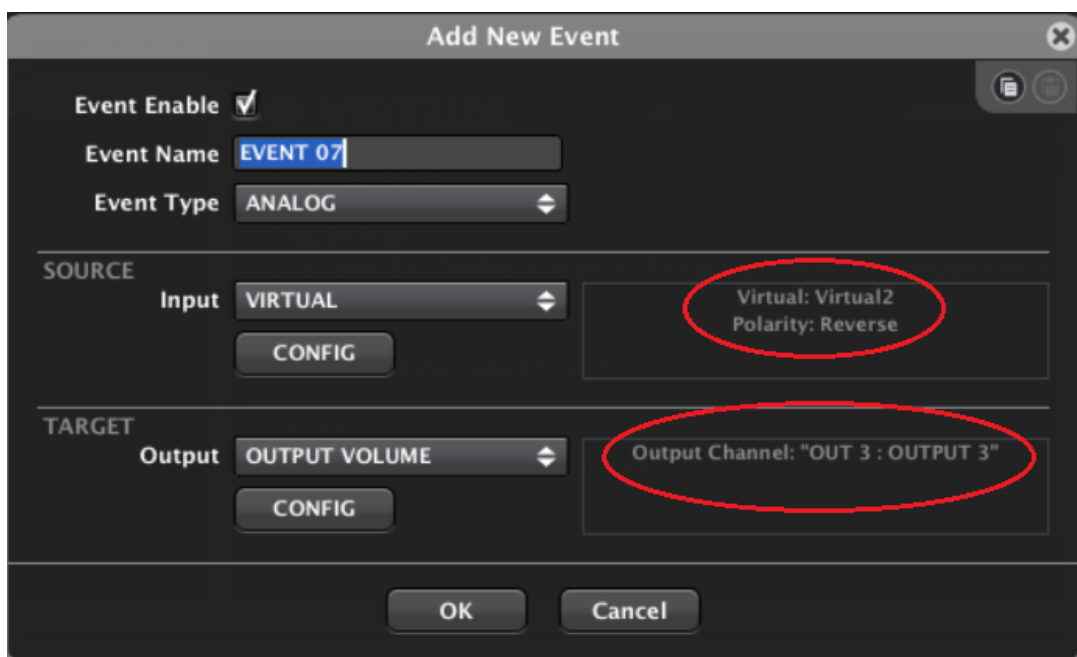 Add New Event
Event Enable
Event Name EVENT 07
Event Type ANALOG
SOURCE
Input VIRTUAL
Virtual: Virtual2
Polarity: Reverse
CONFIG
TARGET
Output OUTPUT VOLUME
Output Channel: "OUT 3 : OUTPUT 3"
CONFIG
OK Cancel